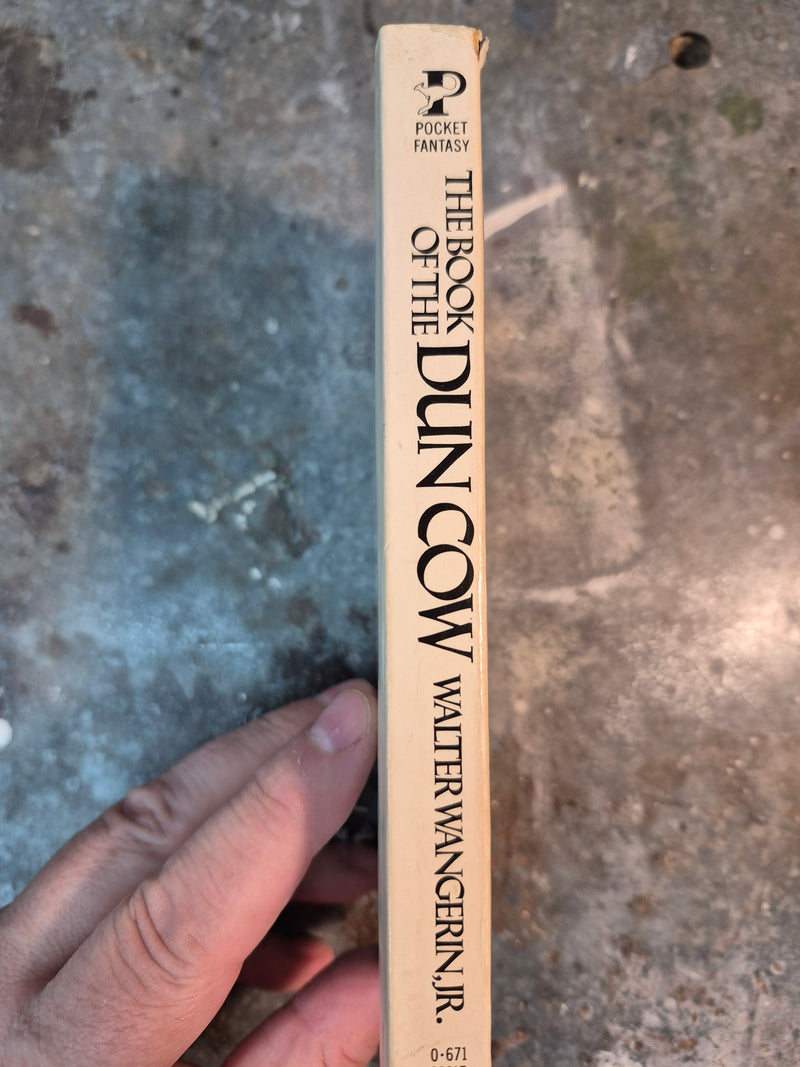 P
POCKET
FANTASY
THE BOOK
OF THE
DUN COW
WALTER WANGERIN, JR.
0·671